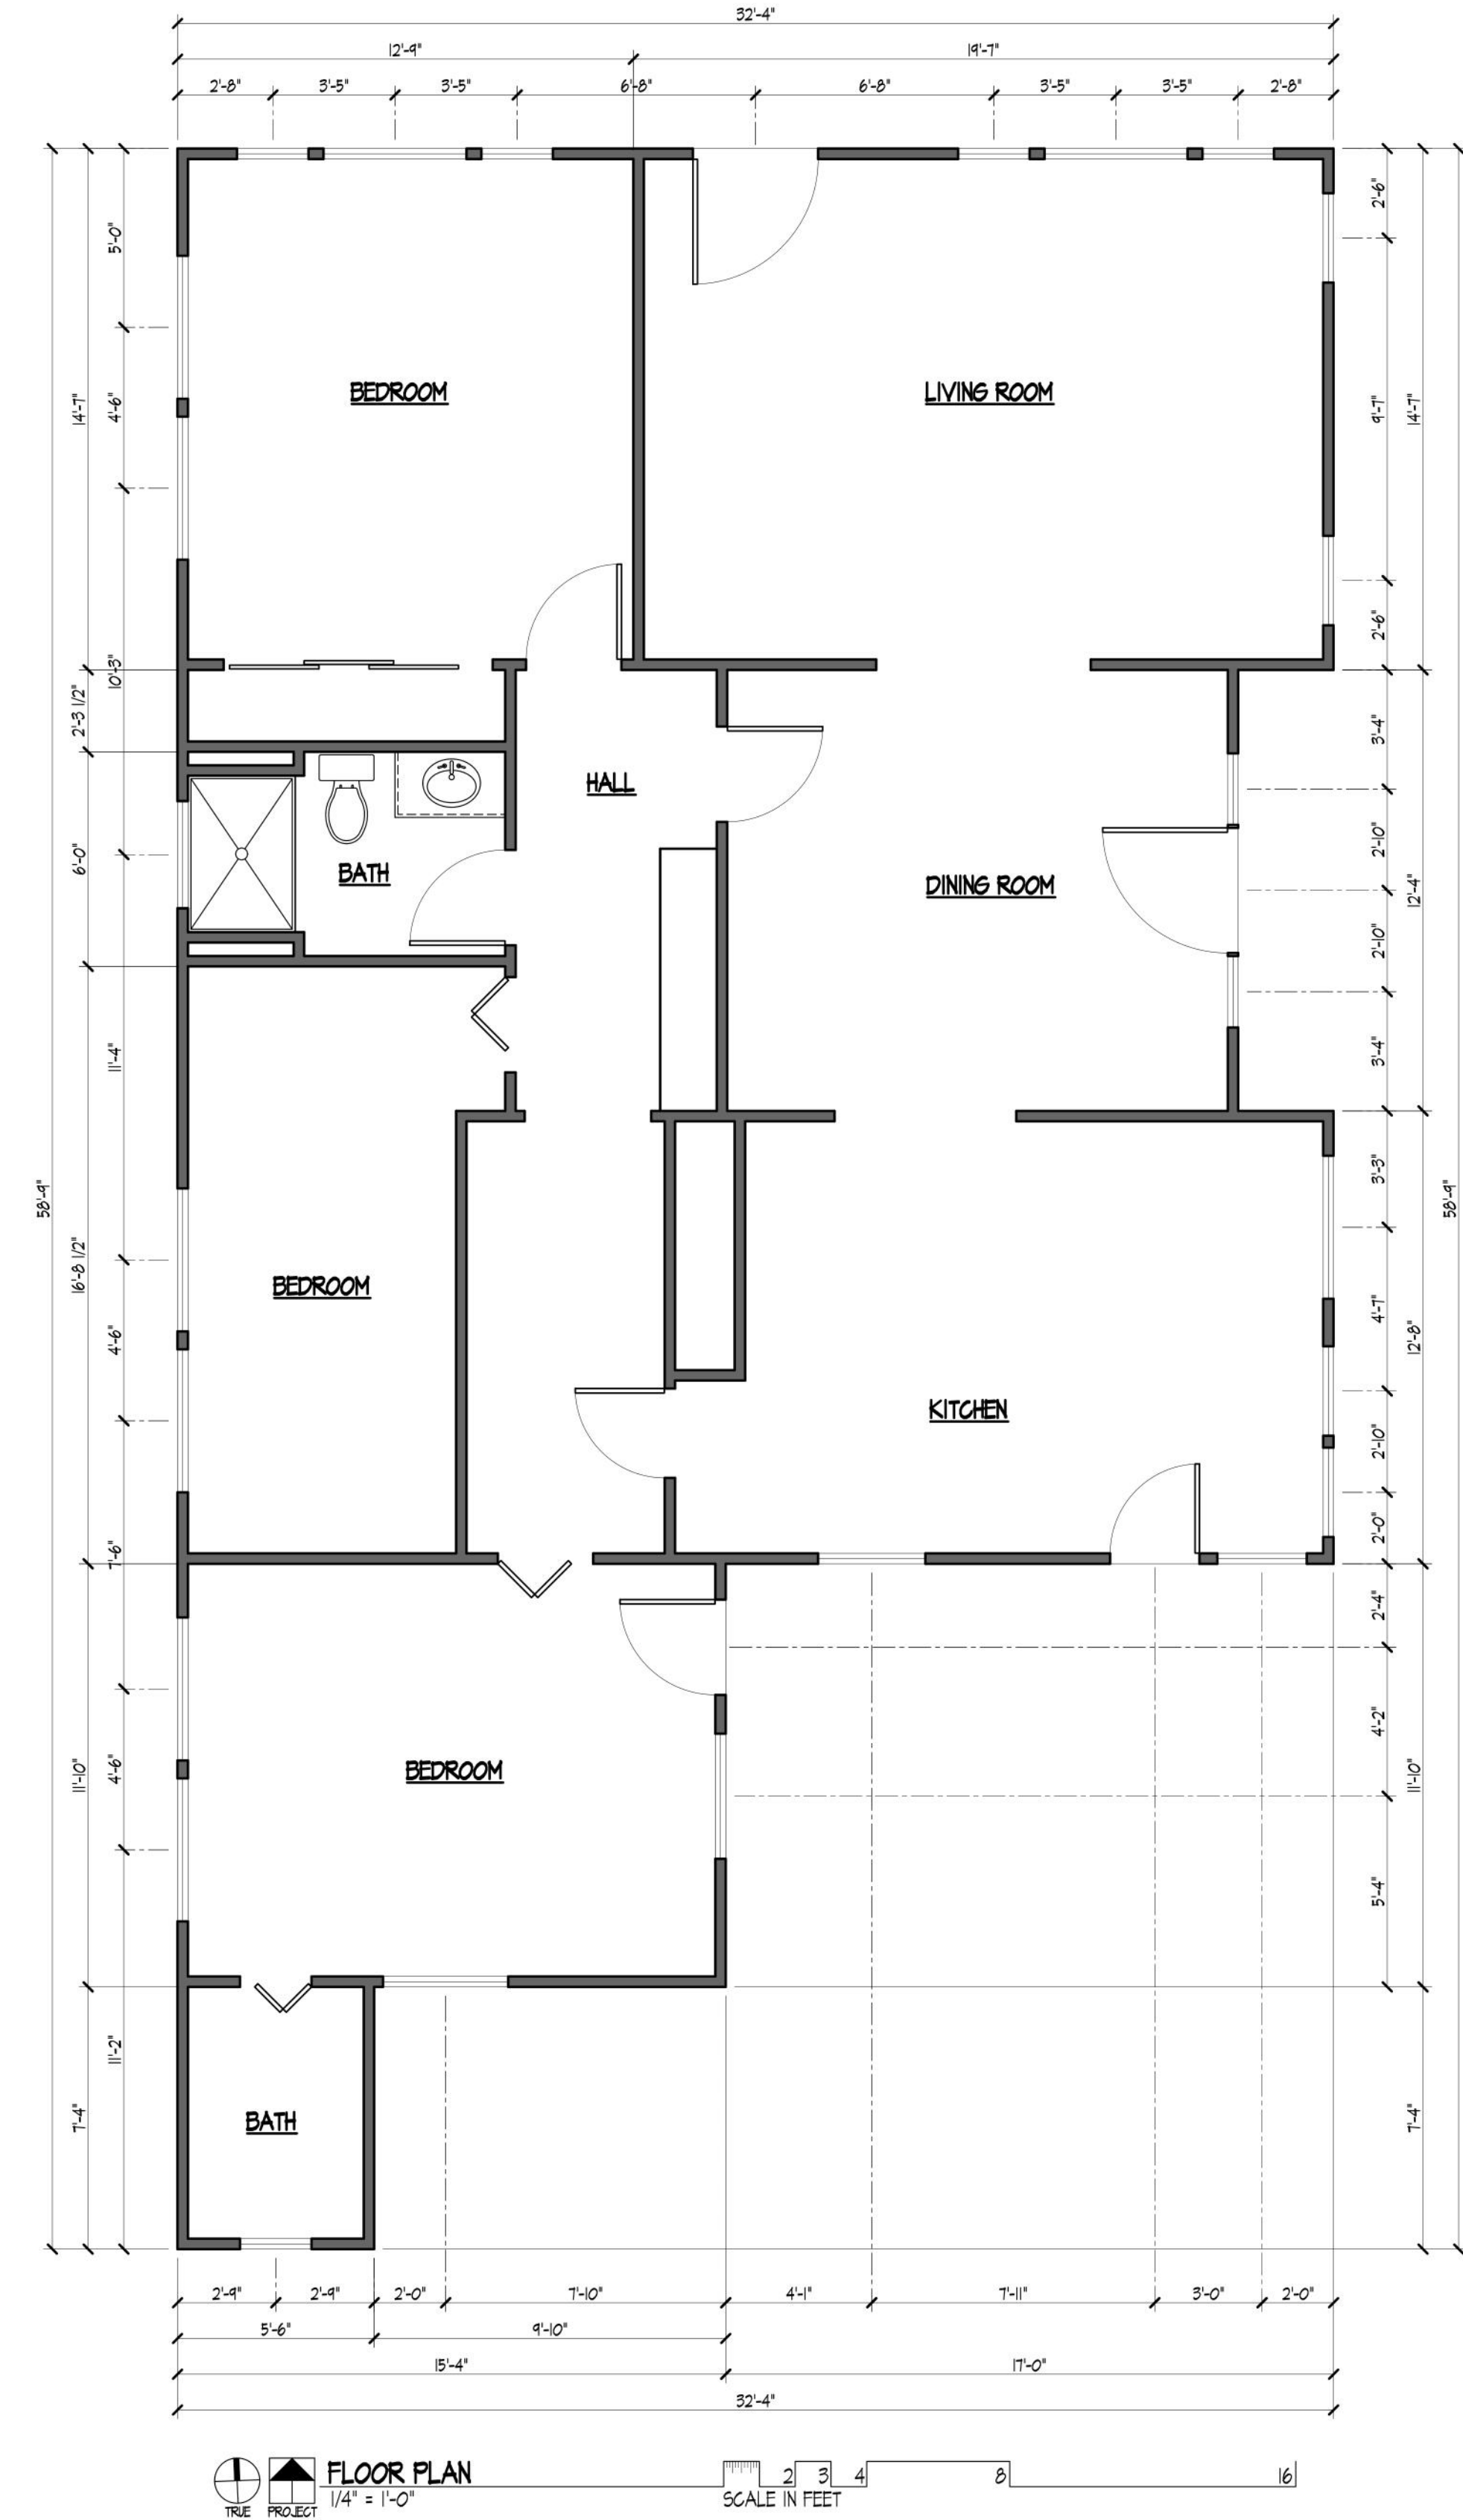 32'-4"
12'-9" 19'-7"
2'-8" 3'-5" 3'-5" 6'-8" 6'-8" 3'-5" 3'-5" 2'-8"
5'-0"
2'-6"
BEDROOM
LIVING ROOM
14'-7"
4'-6"
9'-7"
14'-7"
2'-6"
10'-3"
2'-3 1/2"
3'-4"
HALL
6'-0"
2'-10"
BATH
DINING ROOM
12'-4"
2'-10"
11'-4"
3'-4"
58'-9"
3'-3"
58'-9"
16'-8 1/2"
BEDROOM
4'-6"
4'-7"
12'-8"
KITCHEN
2'-10"
7'-6"
2'-0"
2'-4"
4'-2"
BEDROOM
11'-10"
4'-6"
11'-10"
5'-4"
11'-2"
BATH
7'-4"
7'-4"
2'-9" 2'-9" 2'-0" 7'-10" 4'-1" 7'-11" 3'-0" 2'-0"
5'-6" 9'-10"
15'-4" 17'-0"
32'-4"
FLOOR PLAN
1/4" = 1'-0"
TRUE PROJECT
2 3 4 8 16
SCALE IN FEET